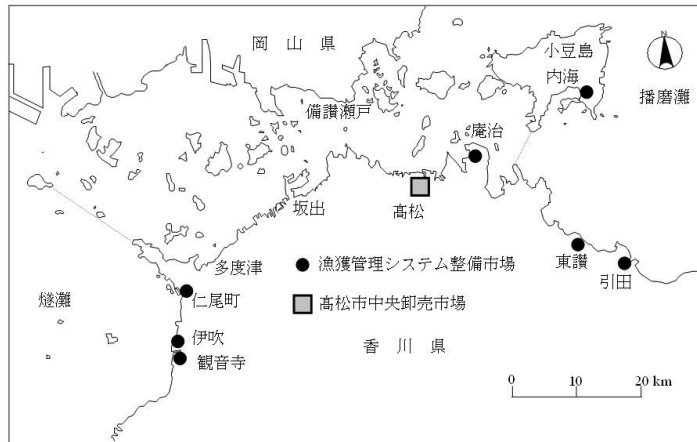 岡山県
小豆島
内海
播磨灘
備讃瀬戸
庵治
坂出
高松
多度津
漁獲管理システム整備市場
東讃
引田
燧灘
仁尾町
高松市中央卸売市場
伊吹
観音寺
香川県
0 10 20 km